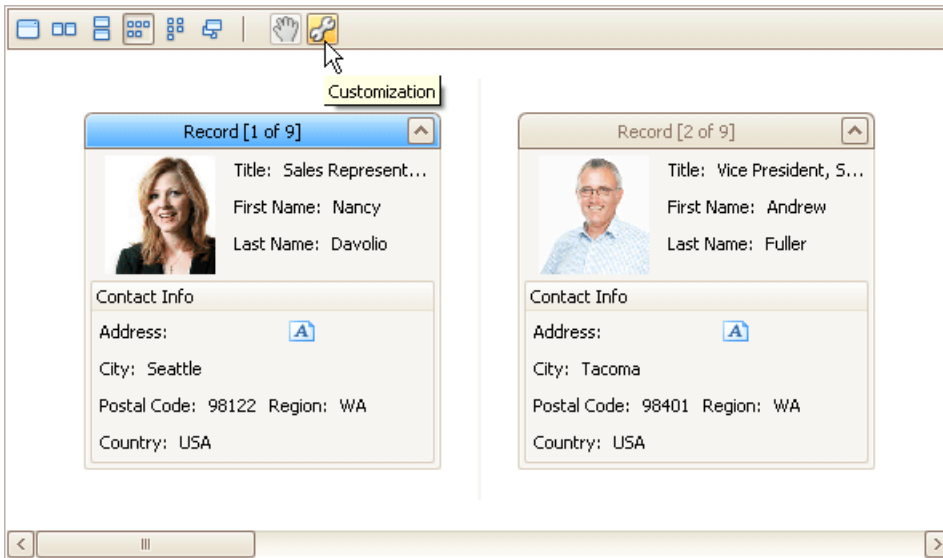 Customization
Record [1 of 9]
Title: Sales Represent...
First Name: Nancy
Last Name: Davolio
Contact Info
Address: A
City: Seattle
Postal Code: 98122 Region: WA
Country: USA
Record [2 of 9]
Title: Vice President, S...
First Name: Andrew
Last Name: Fuller
Contact Info
Address: A
City: Tacoma
Postal Code: 98401 Region: WA
Country: USA